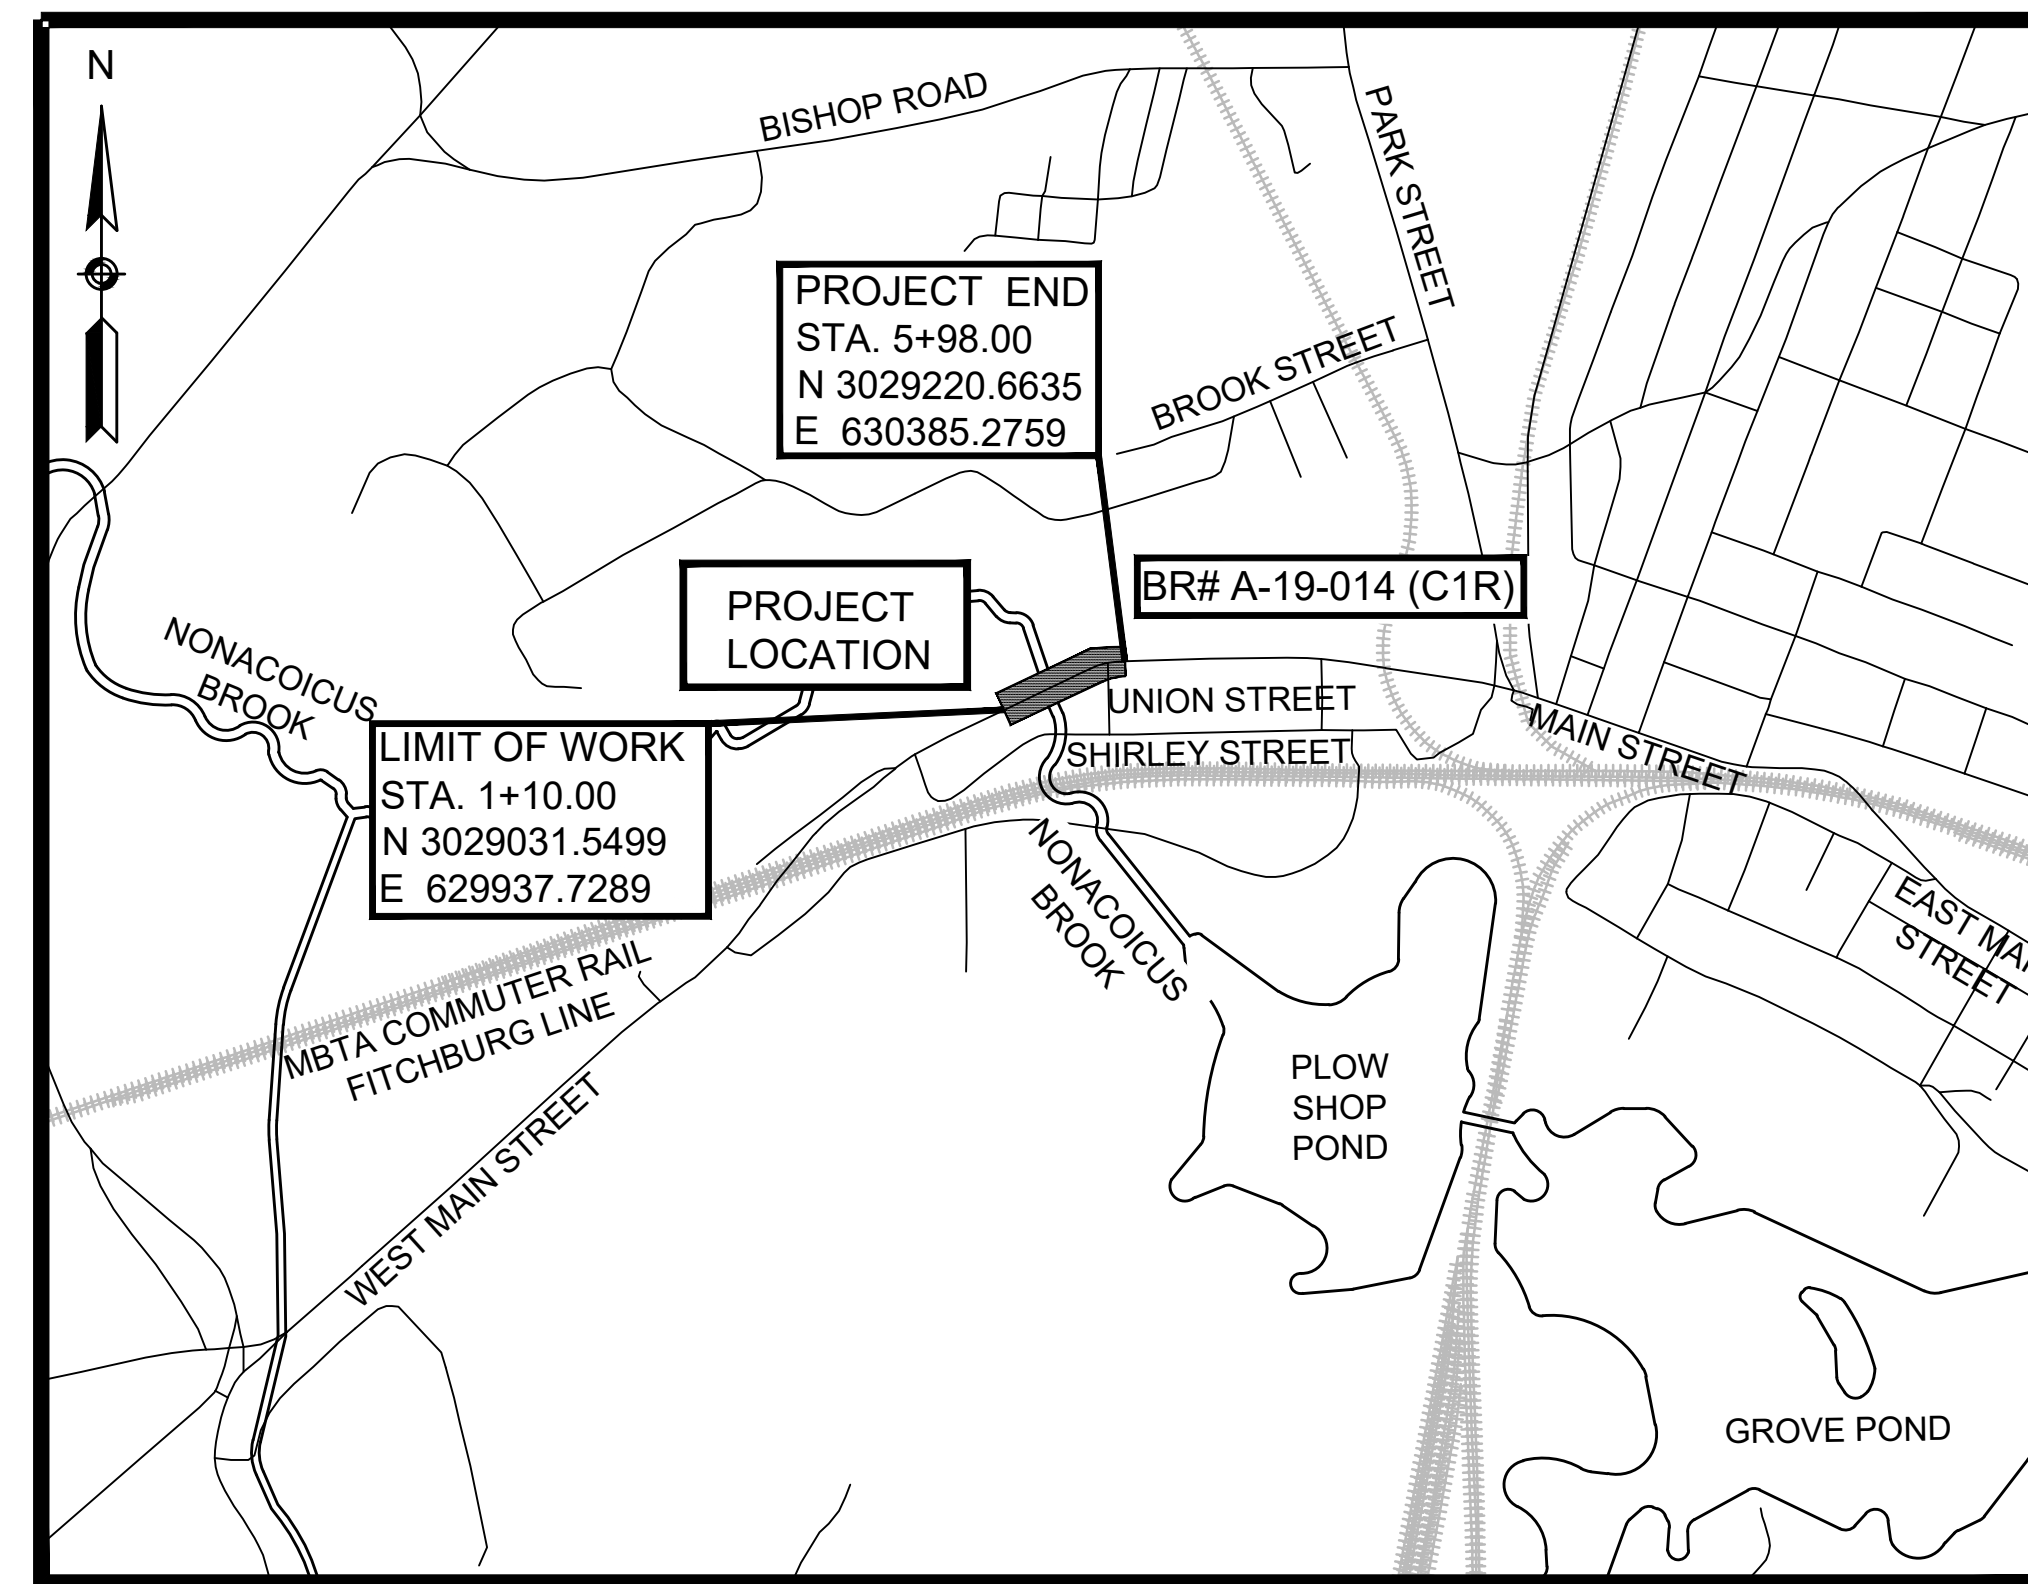 N
BISHOP ROAD
PARK STREET
PROJECT END
STA. 5+98.00
N 3029220.6635
E 630385.2759
BROOK STREET
BR# A-19-014 (C1R)
PROJECT
LOCATION
NONACOICUS
BROOK
UNION STREET
MAIN STREET
SHIRLEY STREET
LIMIT OF WORK
STA. 1+10.00
N 3029031.5499
E 629937.7289
NONACOICUS
BROOK
EAST MA
STREET
MBTA COMMUTER RAIL
FITCHBURG LINE
WEST MAIN STREET
PLOW
SHOP
POND
GROVE POND